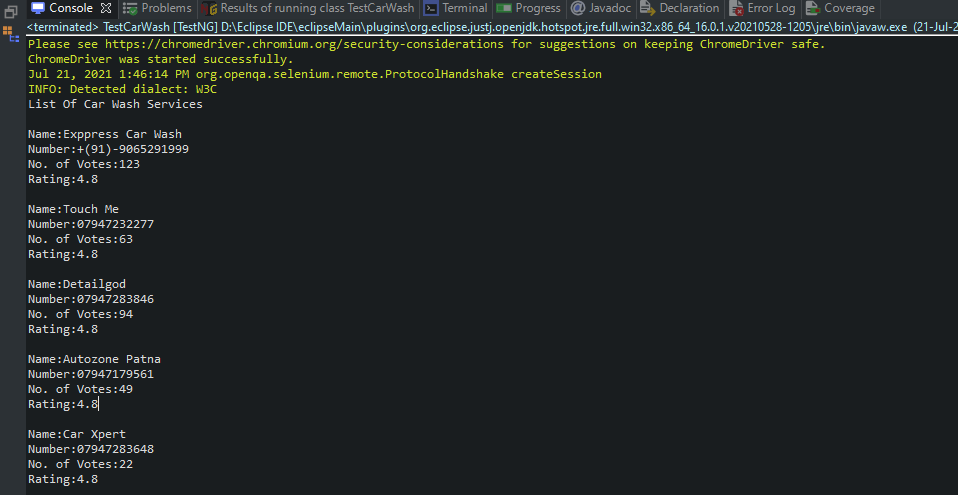 Console
Problems
Results of running class TestCarWash
Terminal
Progress
Javadoc
Declaration
Error Log
Coverage
<terminated> TestCarWash [TestNG] D:\Eclipse IDE\eclipseMain\plugins\org.eclipse.justj.openjdk.hotspot.jre.full.win32.x86_64_16.0.1.v20210528-1205\jre\bin\javaw.exe (21-Jul-2
Please see https://chromedriver.chromium.org/security-considerations for suggestions on keeping ChromeDriver safe.
ChromeDriver was started successfully.
Jul 21, 2021 1:46:14 PM org.openqa.selenium.remote.ProtocolHandshake createSession
INFO: Detected dialect: W3C
List Of Car Wash Services
Name:Exppress Car Wash
Number:+(91)-9065291999
No. of Votes:123
Rating:4.8
Name:Touch Me
Number:07947232277
No. of Votes:63
Rating:4.8
Name:Detailgod
Number:07947283846
No. of Votes:94
Rating:4.8
Name:Autozone Patna
Number:07947179561
No. of Votes:49
Rating:4.8
Name:Car Xpert
Number:07947283648
No. of Votes:22
Rating:4.8